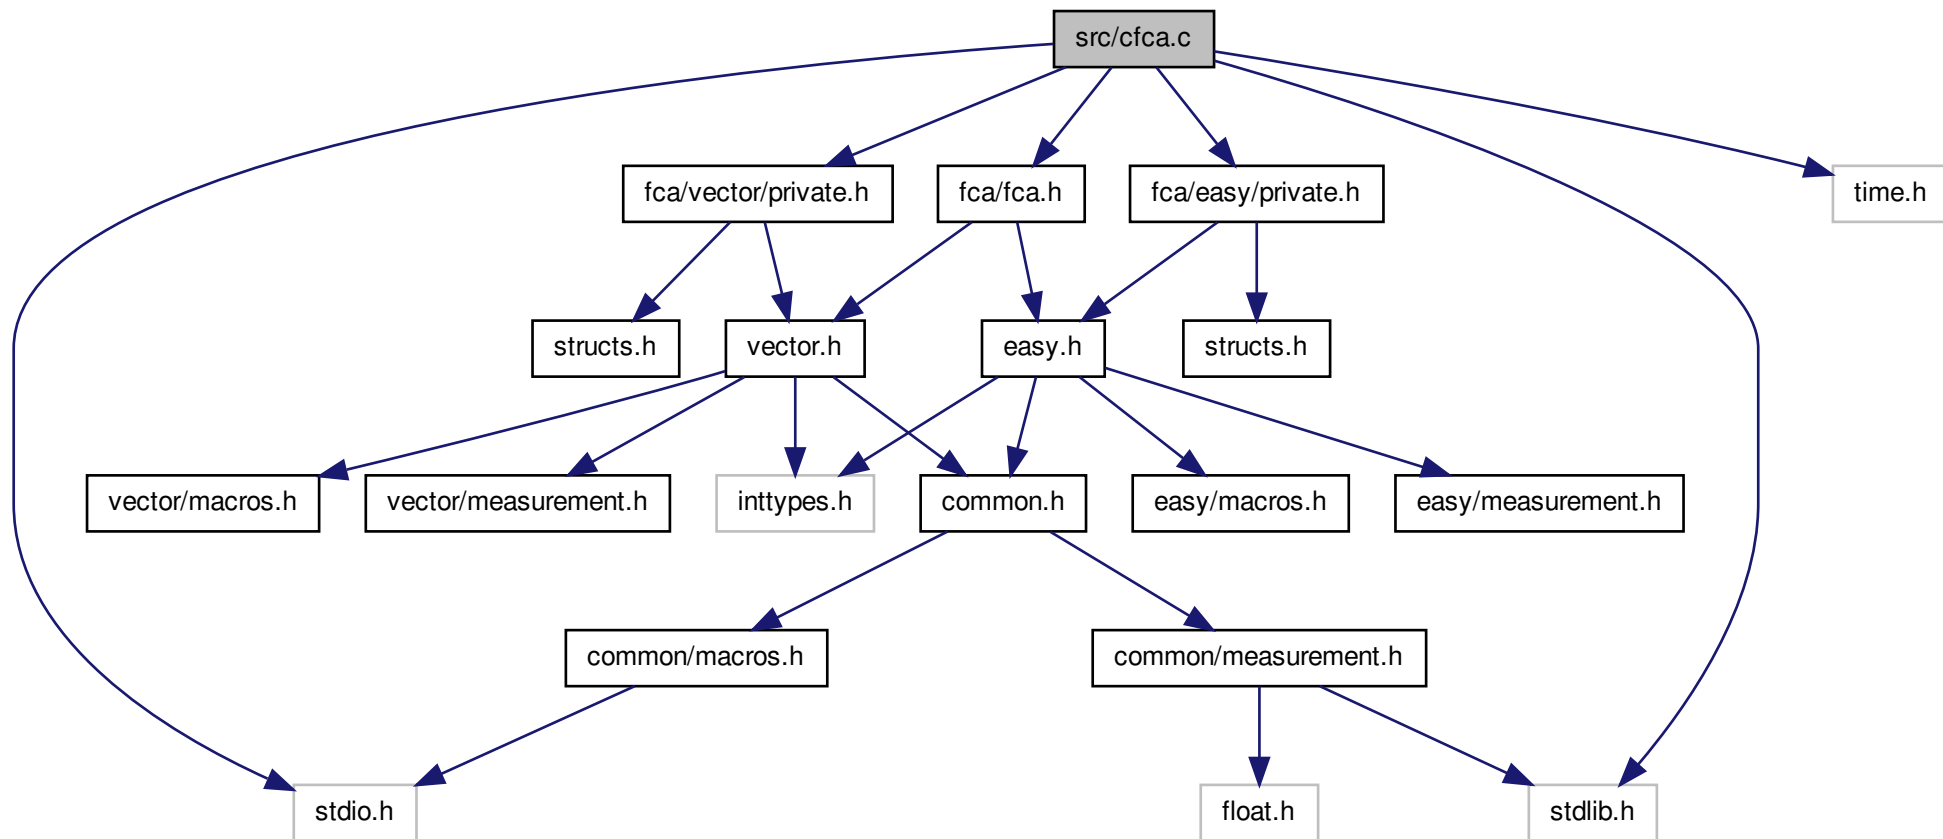 src/cfca.c
fca/vector/private.h
fca/fca.h
fca/easy/private.h
time.h
structs.h
vector.h
easy.h
structs.h
vector/macros.h
vector/measurement.h
inttypes.h
common.h
easy/macros.h
easy/measurement.h
common/macros.h
common/measurement.h
stdio.h
float.h
stdlib.h